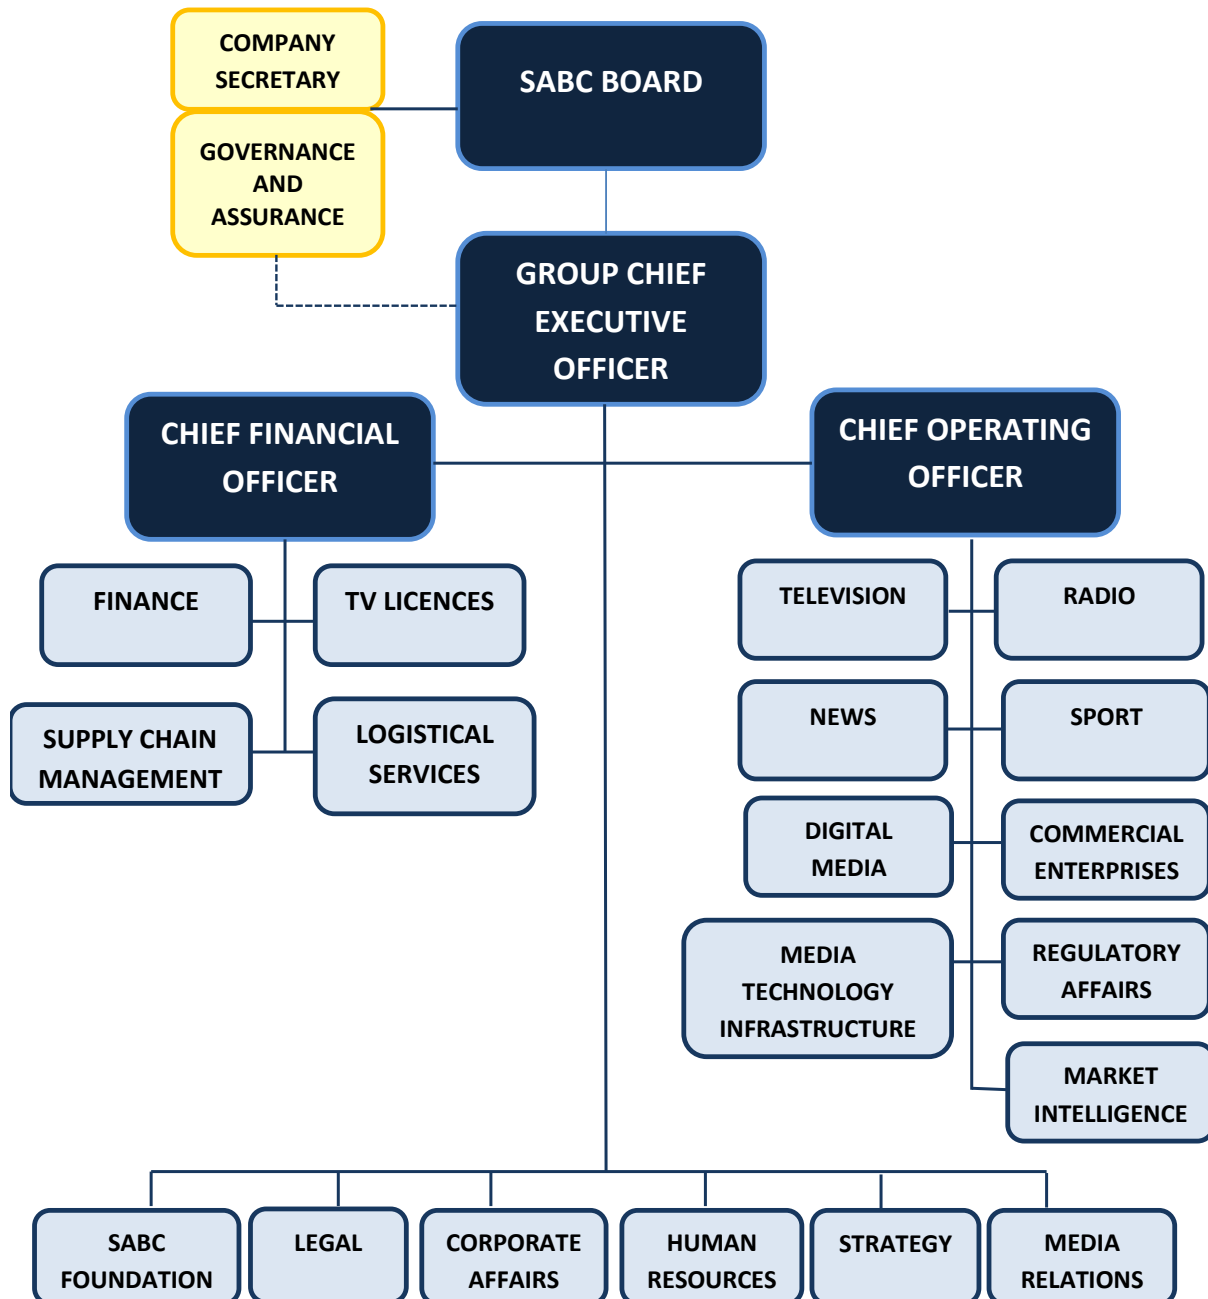 COMPANY
SECRETARY
SABC BOARD
GOVERNANCE
AND
ASSURANCE
GROUP CHIEF
EXECUTIVE
OFFICER
CHIEF FINANCIAL
OFFICER
CHIEF OPERATING
OFFICER
FINANCE
TV LICENCES
SUPPLY CHAIN
MANAGEMENT
LOGISTICAL
SERVICES
TELEVISION
RADIO
NEWS
SPORT
DIGITAL
MEDIA
COMMERCIAL
ENTERPRISES
MEDIA
TECHNOLOGY
INFRASTRUCTURE
REGULATORY
AFFAIRS
MARKET
INTELLIGENCE
SABC
FOUNDATION
LEGAL
CORPORATE
AFFAIRS
HUMAN
RESOURCES
STRATEGY
MEDIA
RELATIONS